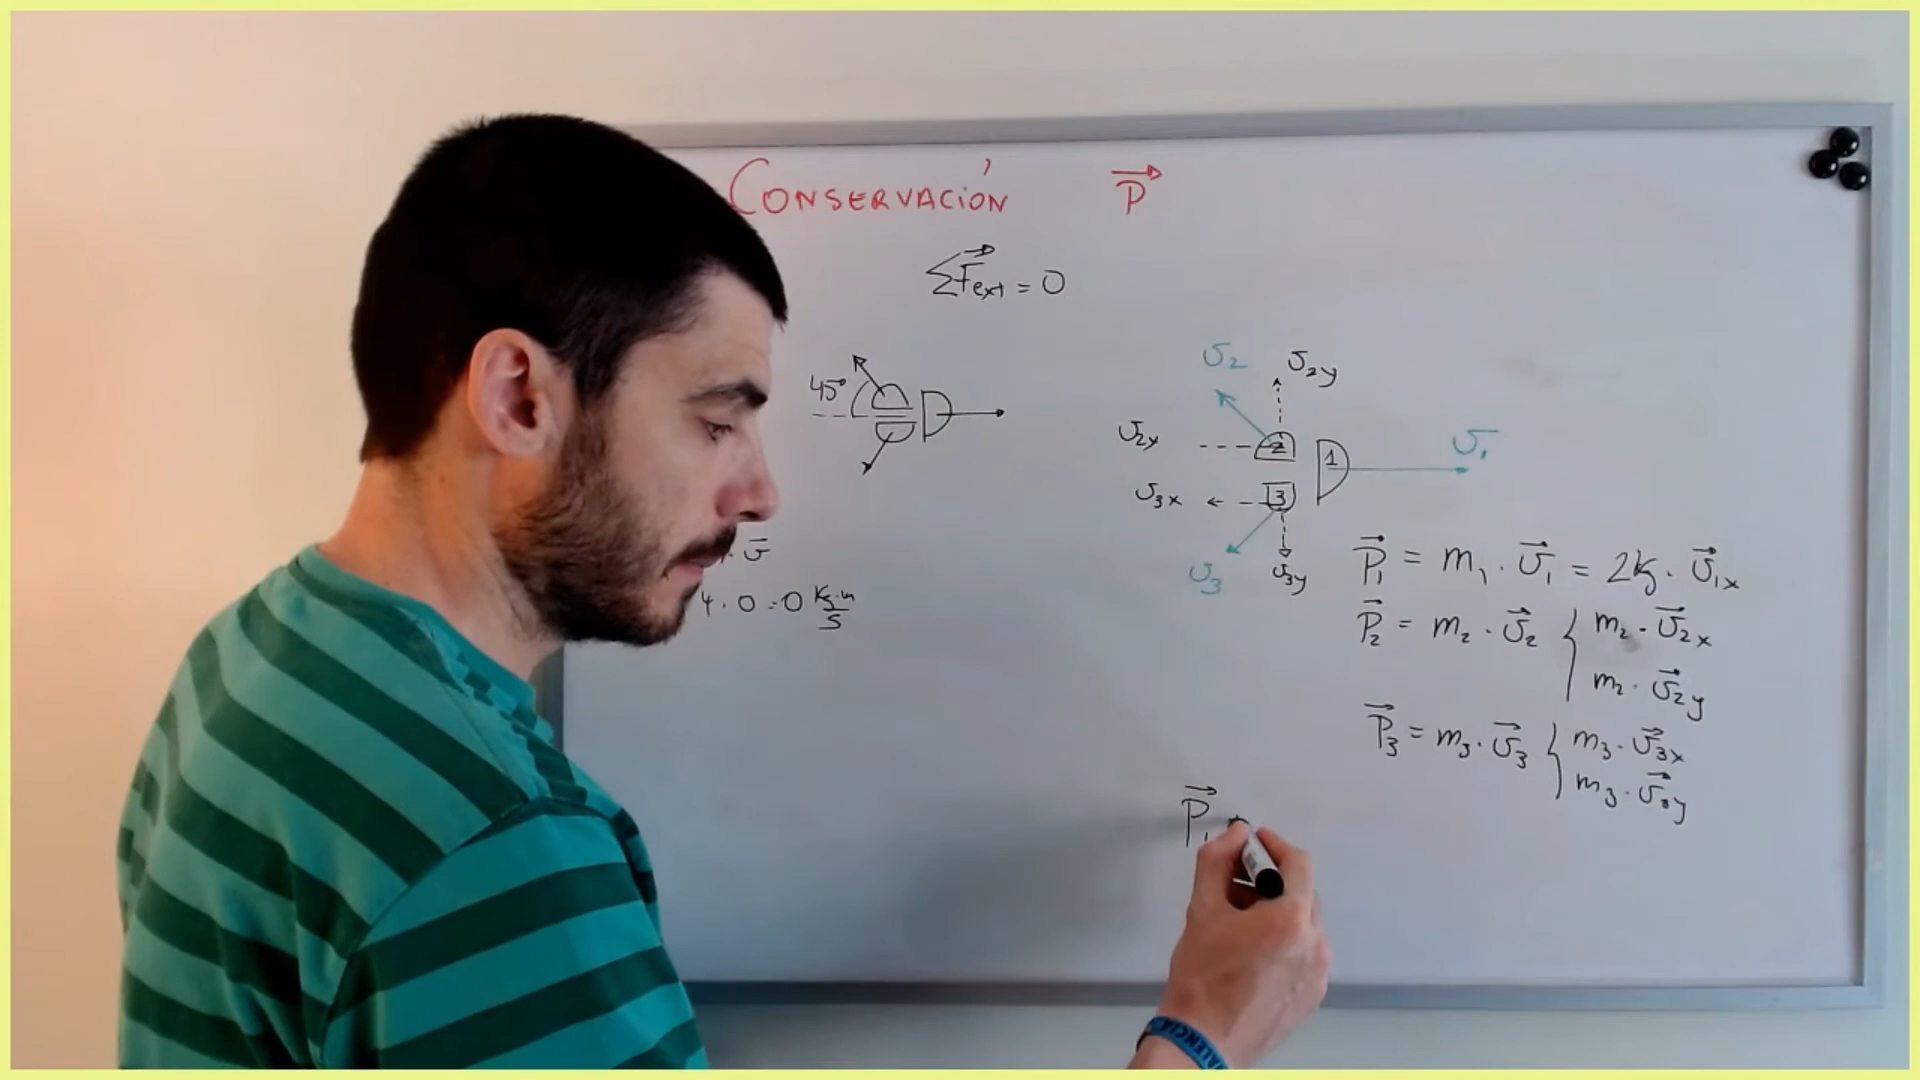 CONSERVACIÓN P⃗
ΣF⃗ext = 0
45°
υ2 υ2y
υ2x
υ1
2 1
υ3x 3
υ3 υ3y
P⃗1 = m1 · υ⃗1 = 2kg · υ⃗1x
P⃗2 = m2 · υ⃗2 { m2 · υ⃗2x
m2 · υ⃗2y
P⃗3 = m3 · υ⃗3 { m3 · υ⃗3x
m3 · υ⃗3y
· υ⃗
4 · 0 = 0 kg·m/s
P⃗1